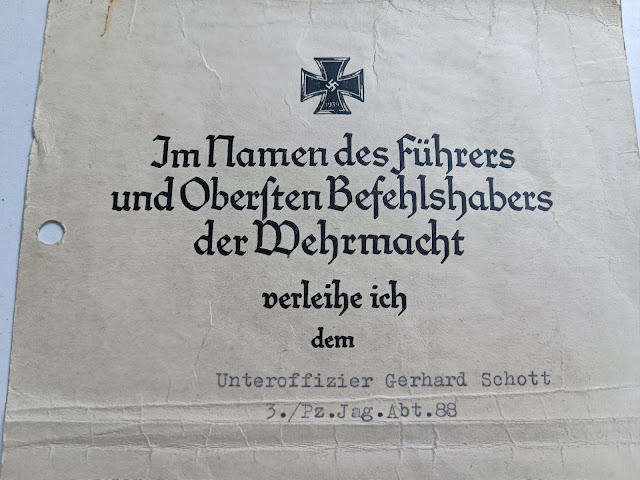 1939
Im Namen des Führers
und Obersten Befehlshabers
der Wehrmacht
verleihe ich
dem
Unteroffizier Gerhard Schott
3./Pz.Jag.Abt.88